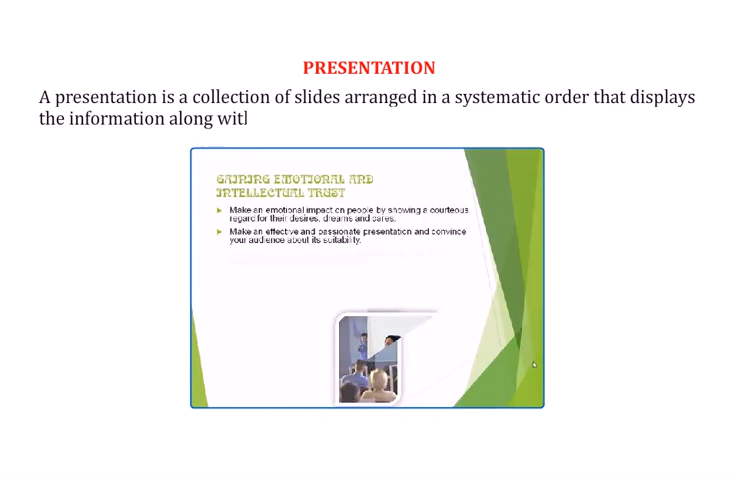 PRESENTATION
A presentation is a collection of slides arranged in a systematic order that displays
the information along wit
GAINING EMOTIONAL AND
INTELLECTUAL TRUST
Make an emotional impact on people by showing a courteous
regard for their desires, dreams and cares.
Make an effective and passionate presentation and convince
your audience about its suitability.